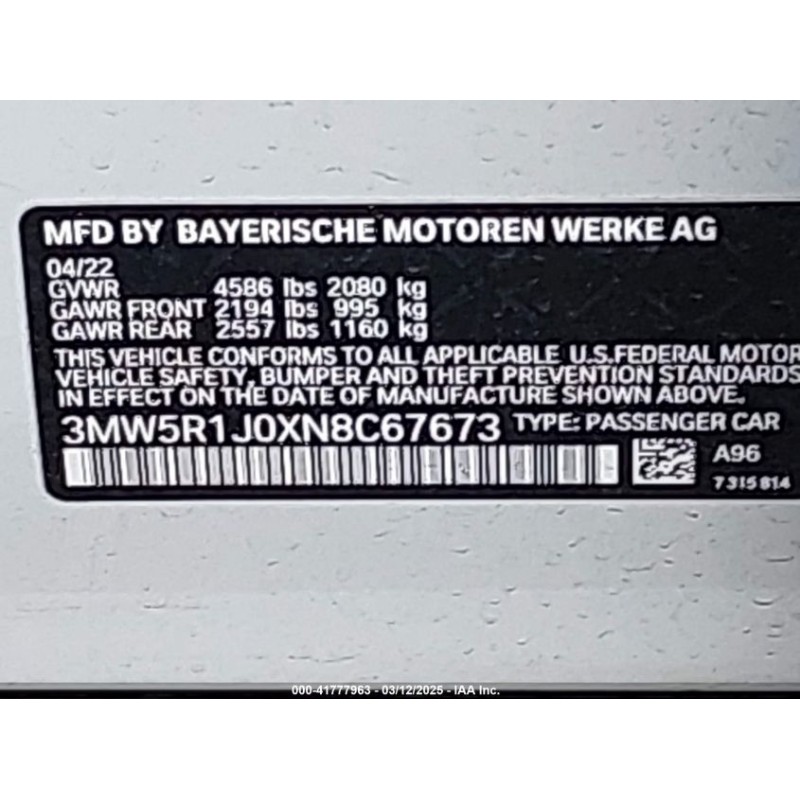 MFD BY BAYERISCHE MOTOREN WERKE AG
04/22
GVWR 4586 lbs 2080 kg
GAWR FRONT 2194 lbs 995 kg
GAWR REAR 2557 lbs 1160 kg
THIS VEHICLE CONFORMS TO ALL APPLICABLE U.S.FEDERAL MOTOR
VEHICLE SAFETY, BUMPER AND THEFT PREVENTION STANDARDS
IN EFFECT ON THE DATE OF MANUFACTURE SHOWN ABOVE.
3MW5R1J0XN8C67673 TYPE: PASSENGER CAR
A96
7315814
000-41777963 - 03/12/2025 - IAA Inc.